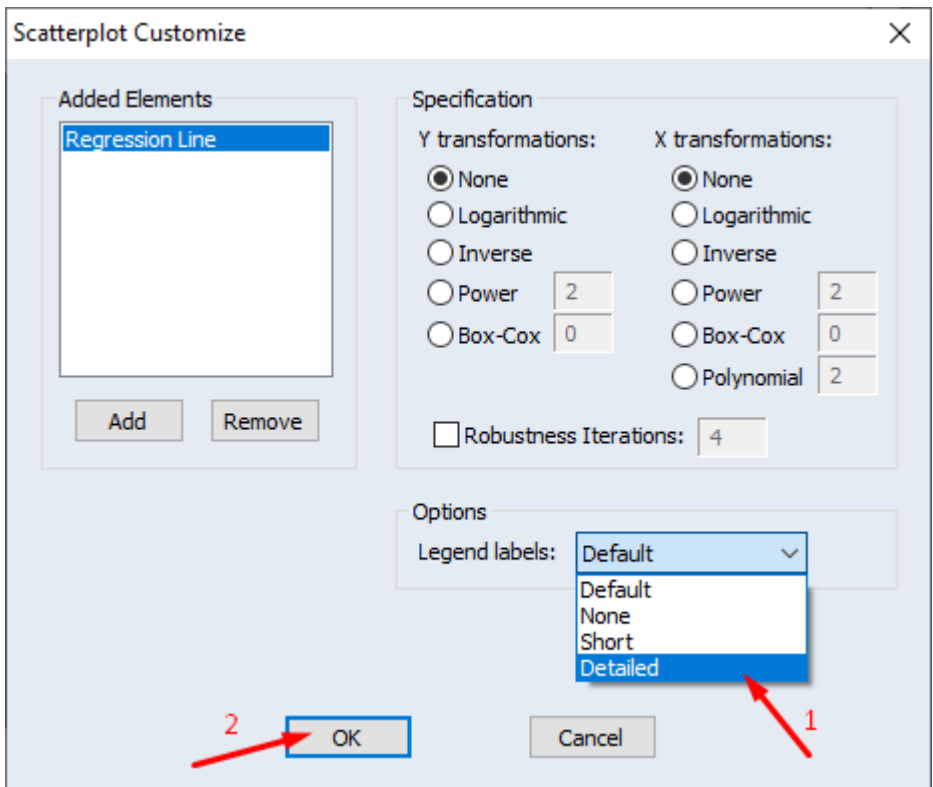 Scatterplot Customize
Added Elements
Regression Line
Add
Remove
Specification
Y transformations:
None
Logarithmic
Inverse
Power 2
Box-Cox 0
X transformations:
None
Logarithmic
Inverse
Power 2
Box-Cox 0
Polynomial 2
Robustness Iterations: 4
Options
Legend labels: Default
Default
None
Short
Detailed
1
2
OK
Cancel